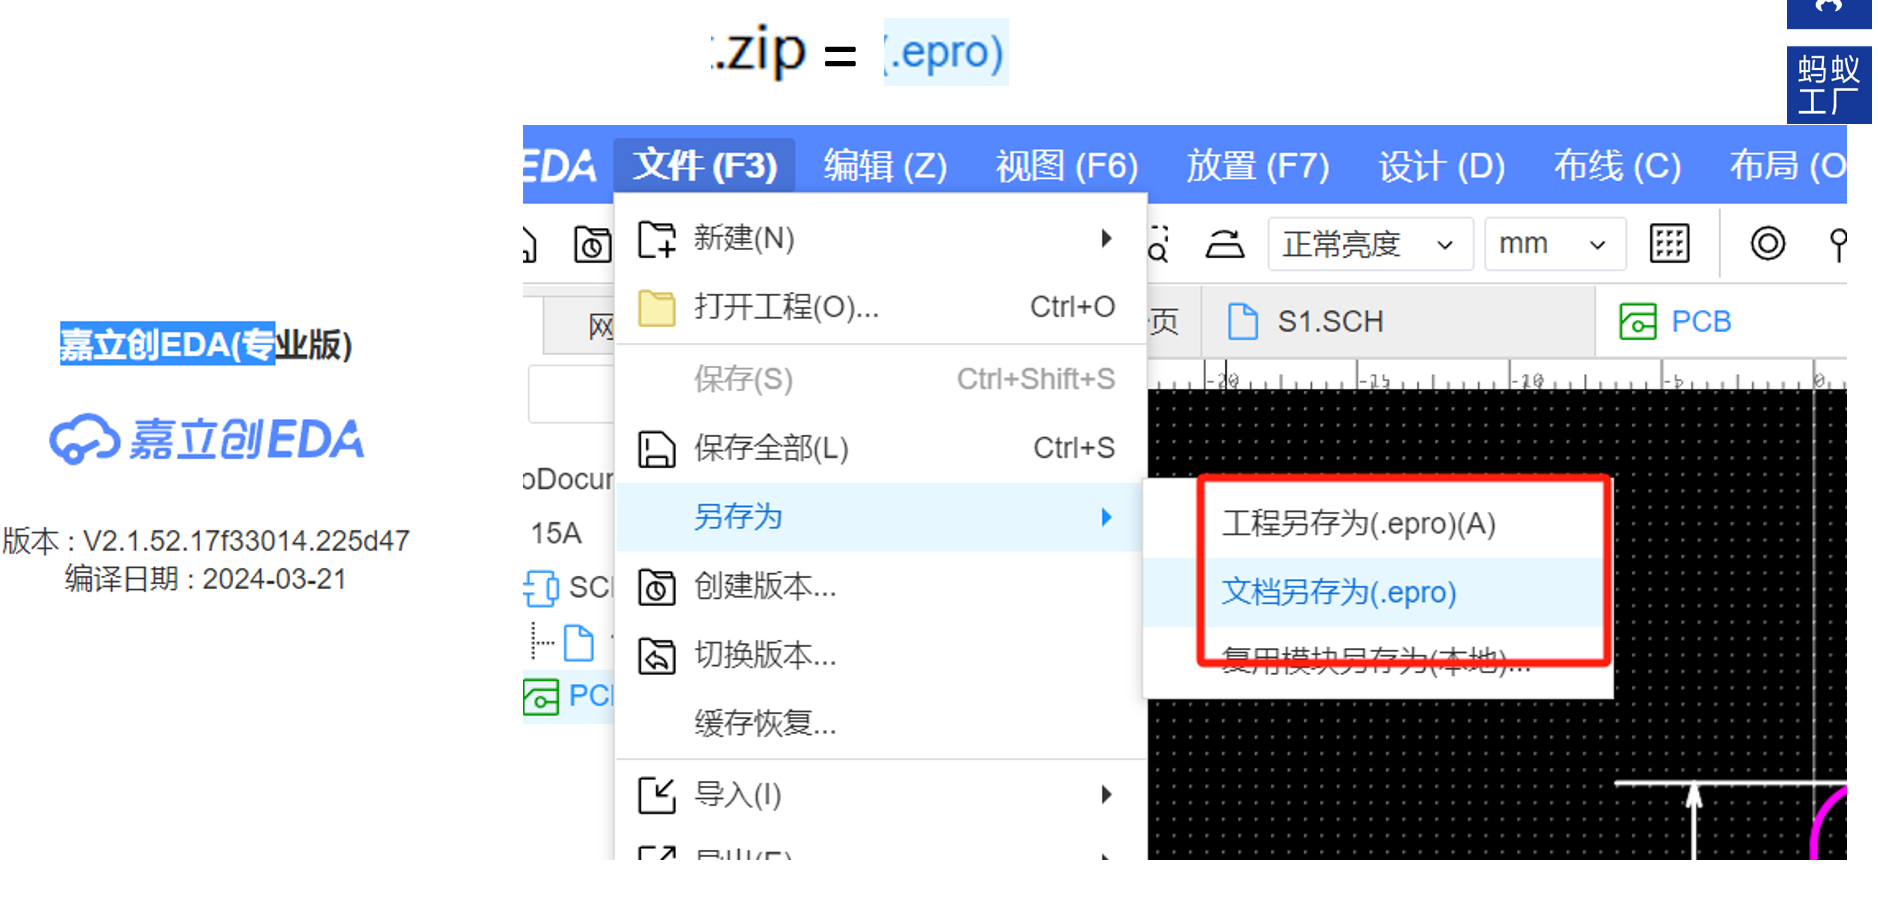 .zip = (.epro)
蚂蚁
工厂
EDA 文件 (F3) 编辑 (Z) 视图 (F6) 放置 (F7) 设计 (D) 布线 (C) 布局 (O
新建(N)
正常亮度 mm
打开工程(O)... Ctrl+O
网
页 S1.SCH PCB
嘉立创EDA(专业版)
保存(S) Ctrl+Shift+S
-20 -15 -10 -5 0
嘉立创EDA
保存全部(L) Ctrl+S
oDocum
另存为
15A
工程另存为(.epro)(A)
版本 : V2.1.52.17f33014.225d47
编译日期 : 2024-03-21
创建版本...
SC
文档另存为(.epro)
切换版本...
复用模块另存为(本地)...
PC
缓存恢复...
导入(I)
导出(E)